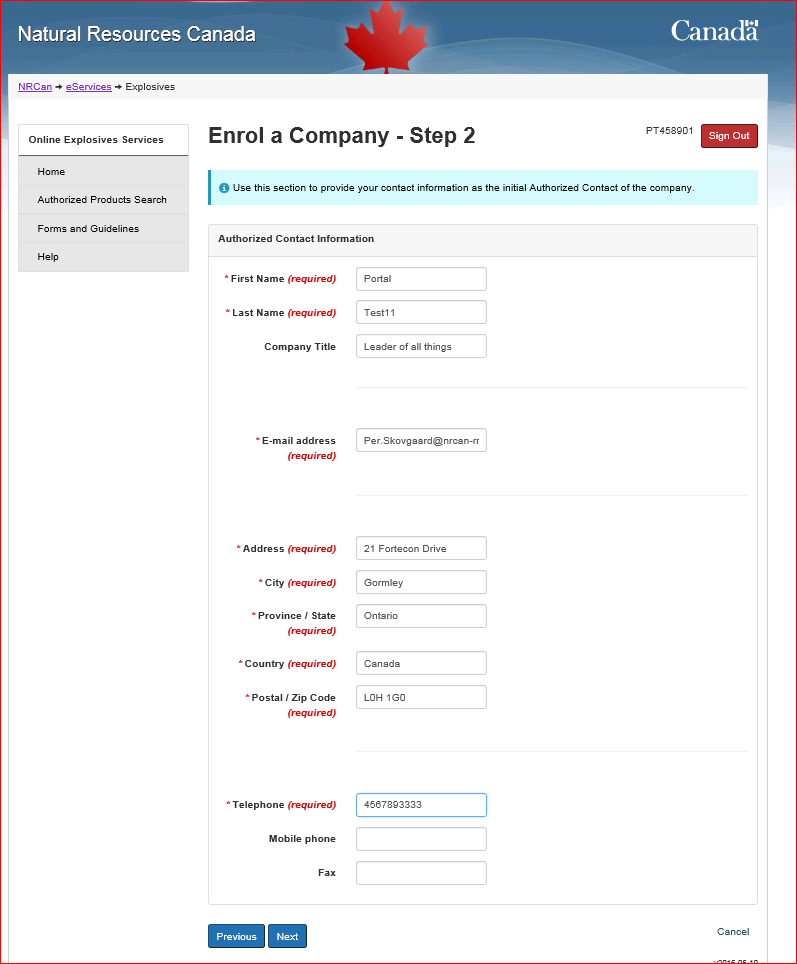 Natural Resources Canada
Canada
NRCan ➔ eServices ➔ Explosives
Online Explosives Services
Home
Authorized Products Search
Forms and Guidelines
Help
Enrol a Company - Step 2
PT458901 Sign Out
Use this section to provide your contact information as the initial Authorized Contact of the company.
Authorized Contact Information
* First Name (required) Portal
* Last Name (required) Test11
Company Title Leader of all things
* E-mail address Per.Skovgaard@nrcan-r
(required)
* Address (required) 21 Fortecon Drive
* City (required) Gormley
* Province / State Ontario
(required)
* Country (required) Canada
* Postal / Zip Code L0H 1G0
(required)
* Telephone (required) 4567893333
Mobile phone
Fax
Previous Next Cancel